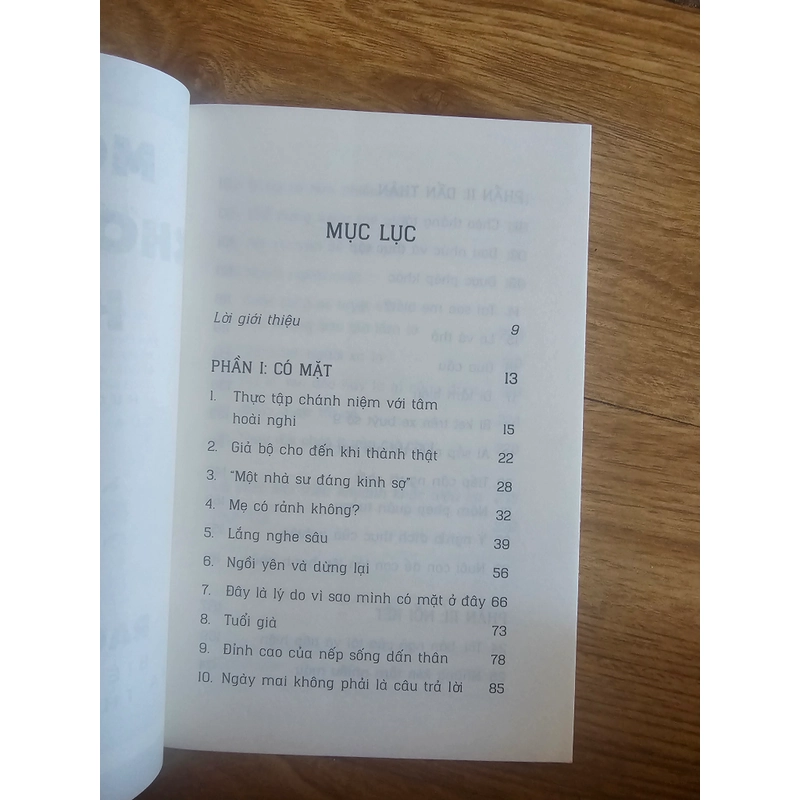 MỤC LỤC
Lời giới thiệu 9
PHẦN I: CÓ MẶT 13
1. Thực tập chánh niệm với tâm
hoài nghi 15
2. Giả bộ cho đến khi thành thật 22
3. “Một nhà sư đáng kinh sợ” 28
4. Mẹ có rảnh không? 32
5. Lắng nghe sâu 39
6. Ngồi yên và dừng lại 56
7. Đây là lý do vì sao mình có mặt ở đây 66
8. Tuổi già 73
9. Đỉnh cao của nếp sống dấn thân 78
10. Ngày mai không phải là câu trả lời 85